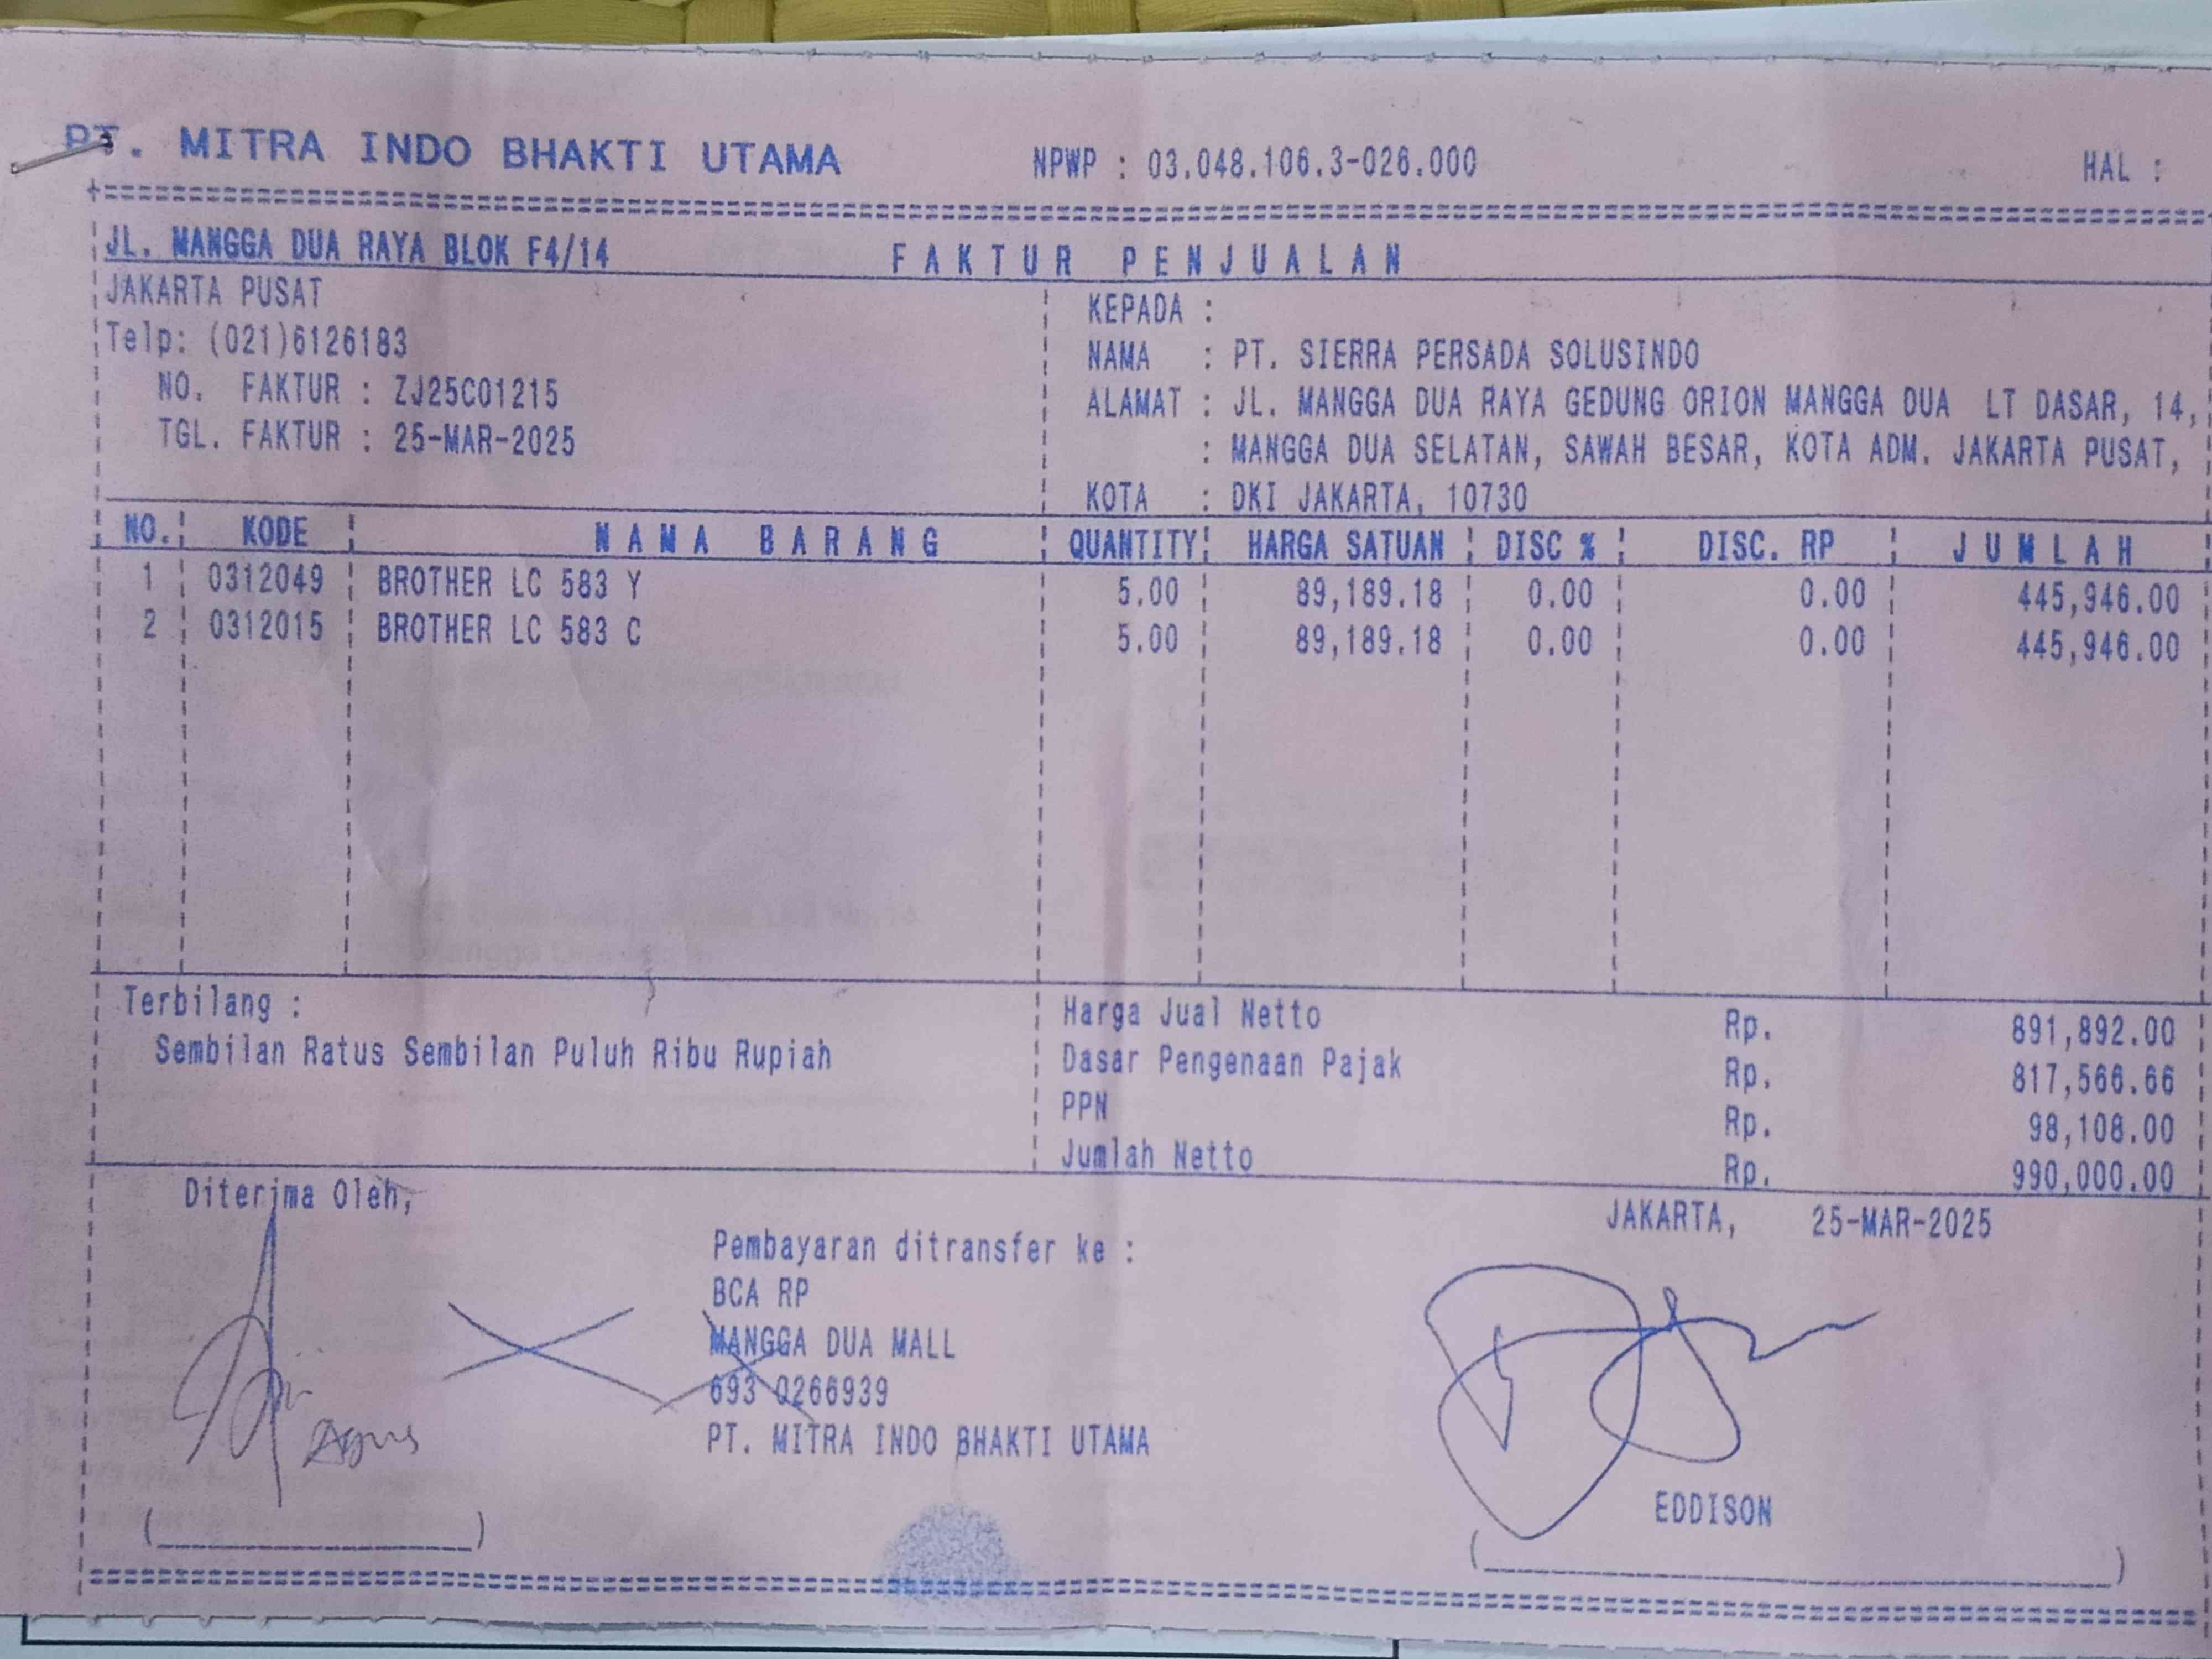 PT. MITRA INDO BHAKTI UTAMA NPWP : 03.048.106.3-026.000 HAL :
JL. MANGGA DUA RAYA BLOK F4/14 FAKTUR PENJUALAN
JAKARTA PUSAT
Telp: (021)6126183
NO. FAKTUR : ZJ25C01215
TGL. FAKTUR : 25-MAR-2025
KEPADA :
NAMA : PT. SIERRA PERSADA SOLUSINDO
ALAMAT : JL. MANGGA DUA RAYA GEDUNG ORION MANGGA DUA LT DASAR, 14,
: MANGGA DUA SELATAN, SAWAH BESAR, KOTA ADM. JAKARTA PUSAT,
KOTA : DKI JAKARTA, 10730
NO. KODE NAMA BARANG QUANTITY HARGA SATUAN DISC % DISC. RP JUMLAH
1 0312049 BROTHER LC 583 Y 5.00 89,189.18 0.00 0.00 445,946.00
2 0312015 BROTHER LC 583 C 5.00 89,189.18 0.00 0.00 445,946.00
Terbilang :
Sembilan Ratus Sembilan Puluh Ribu Rupiah
Harga Jual Netto Rp. 891,892.00
Dasar Pengenaan Pajak Rp. 817,566.66
PPN Rp. 98,108.00
Jumlah Netto Rp. 990,000.00
Diterima Oleh,
Agus
Pembayaran ditransfer ke :
BCA RP
MANGGA DUA MALL
693 0266939
PT. MITRA INDO BHAKTI UTAMA
JAKARTA, 25-MAR-2025
EDDISON